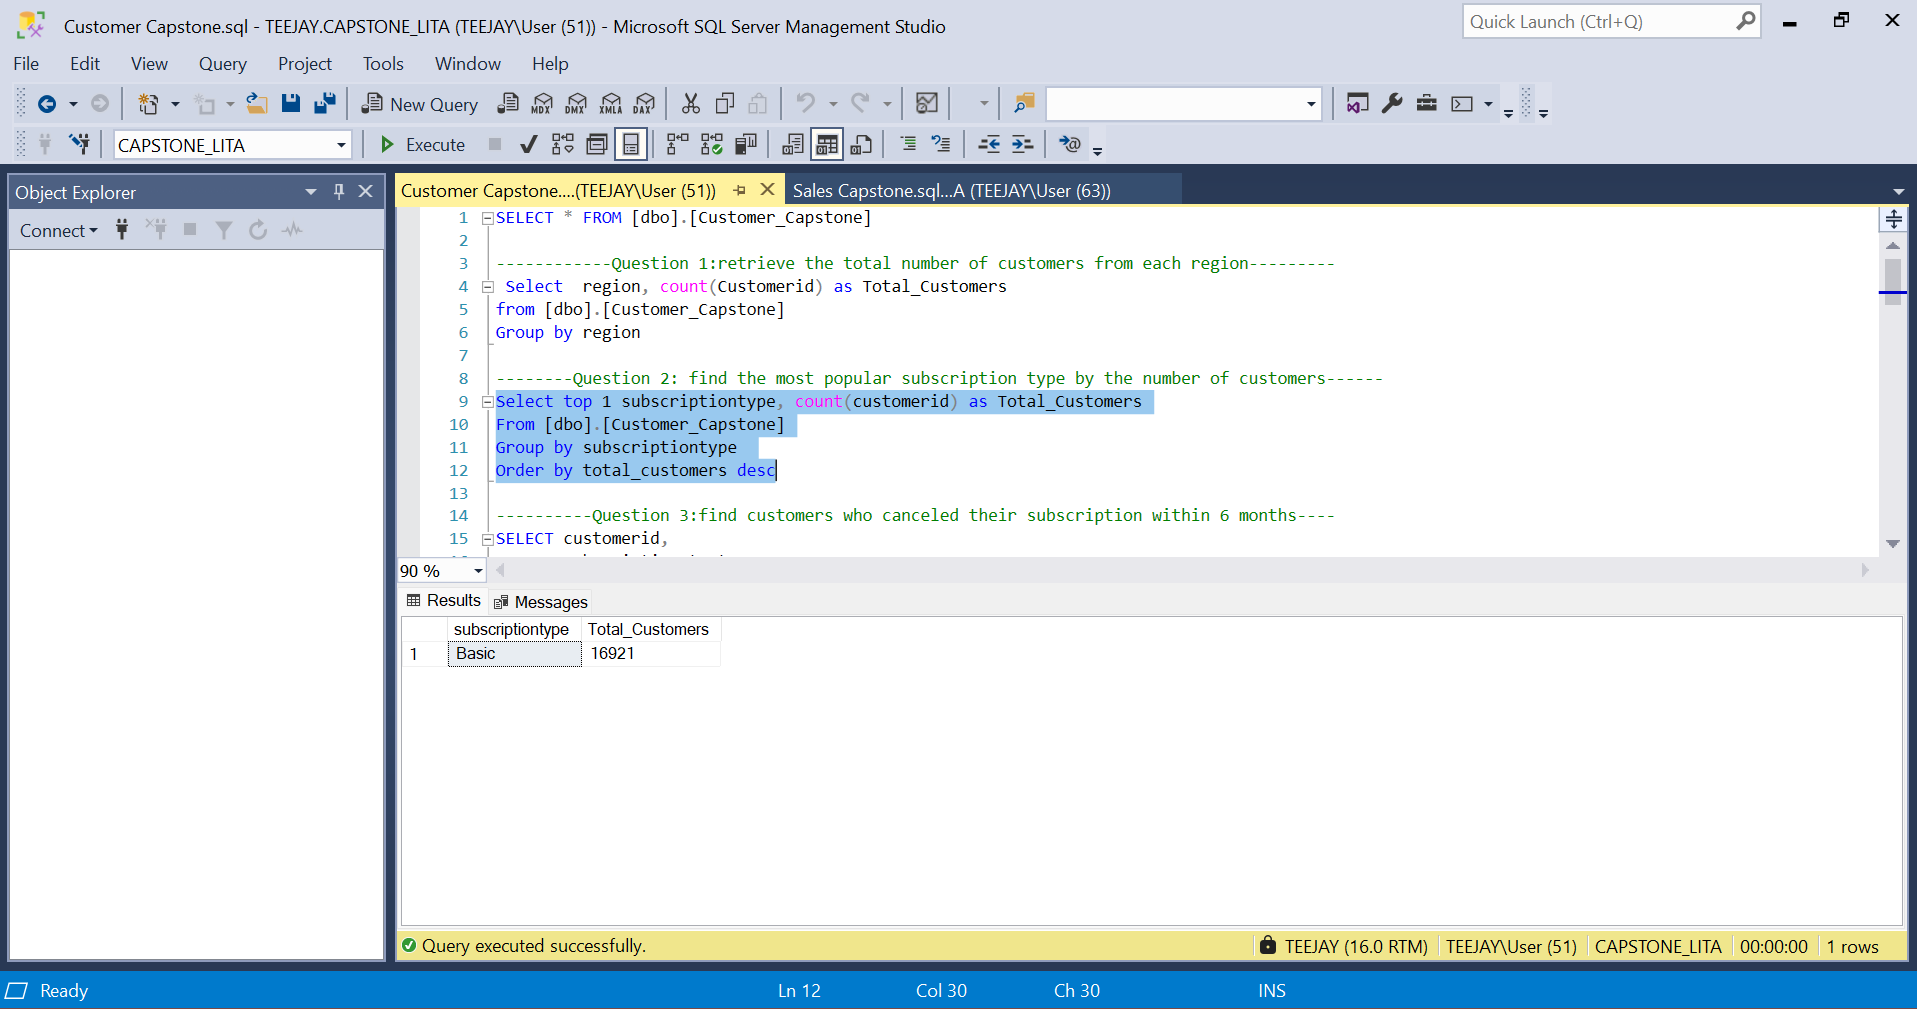 Customer Capstone.sql - TEEJAY.CAPSTONE_LITA (TEEJAY\User (51)) - Microsoft SQL Server Management Studio
Quick Launch (Ctrl+Q)
File Edit View Query Project Tools Window Help
New Query MDX DMX XMLA DAX
CAPSTONE_LITA Execute
Object Explorer
Connect
Customer Capstone....(TEEJAY\User (51)) Sales Capstone.sql...A (TEEJAY\User (63))
1 SELECT * FROM [dbo].[Customer_Capstone]
2
3 ------------Question 1:retrieve the total number of customers from each region---------
4 Select  region, count(Customerid) as Total_Customers
5 from [dbo].[Customer_Capstone]
6 Group by region
7
8 --------Question 2: find the most popular subscription type by the number of customers------
9 Select top 1 subscriptiontype, count(customerid) as Total_Customers
10 From [dbo].[Customer_Capstone]
11 Group by subscriptiontype
12 Order by total_customers desc
13
14 ----------Question 3:find customers who canceled their subscription within 6 months----
15 SELECT customerid,
90 %
Results Messages
subscriptiontype Total_Customers
1 Basic 16921
Query executed successfully. TEEJAY (16.0 RTM) TEEJAY\User (51) CAPSTONE_LITA 00:00:00 1 rows
Ready Ln 12 Col 30 Ch 30 INS